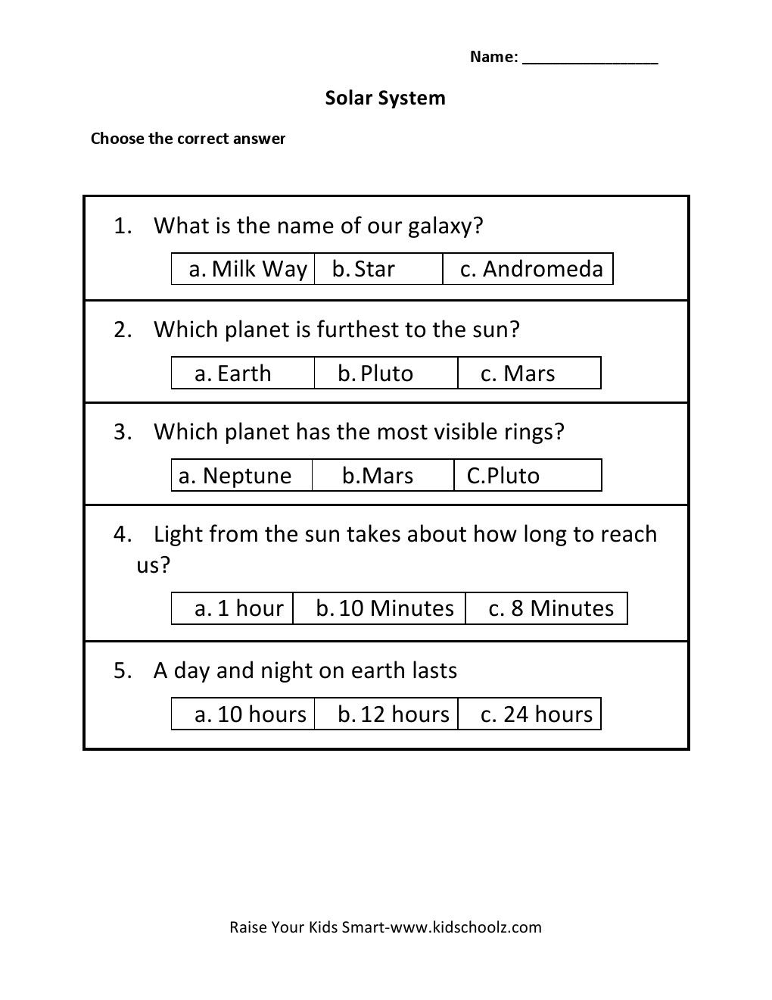 Name: __________________
Solar System
Choose the correct answer
1. What is the name of our galaxy?
a. Milk Way b. Star c. Andromeda
2. Which planet is furthest to the sun?
a. Earth b. Pluto c. Mars
3. Which planet has the most visible rings?
a. Neptune b.Mars C.Pluto
4. Light from the sun takes about how long to reach
us?
a. 1 hour b. 10 Minutes c. 8 Minutes
5. A day and night on earth lasts
a. 10 hours b. 12 hours c. 24 hours
Raise Your Kids Smart-www.kidschoolz.com